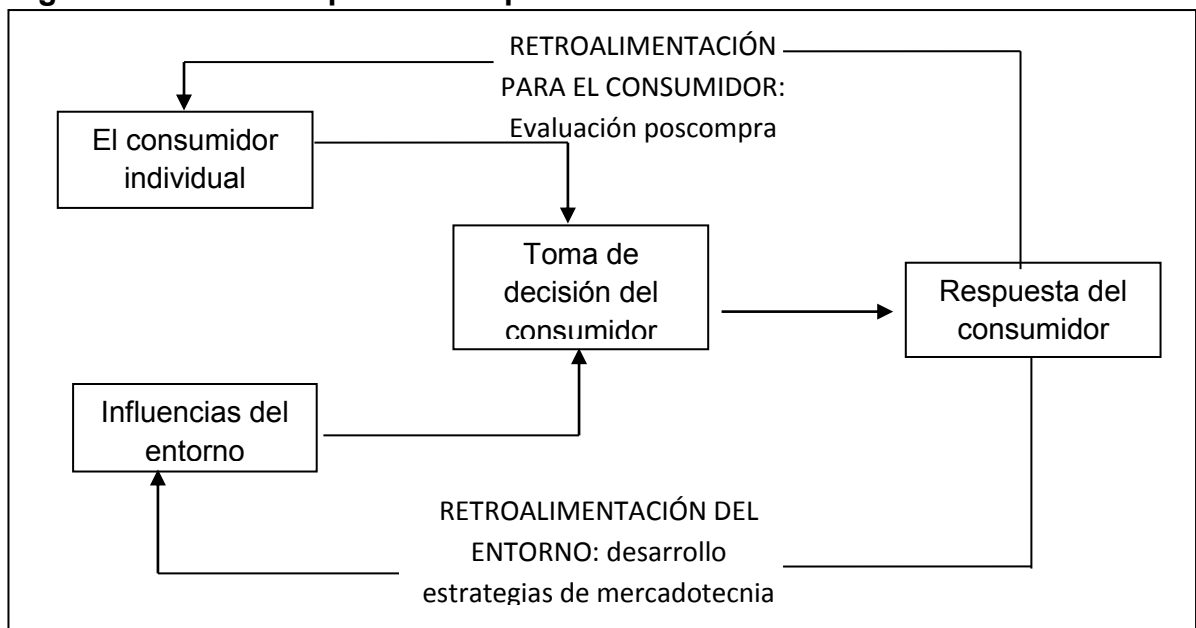 RETROALIMENTACIÓN
PARA EL CONSUMIDOR:
Evaluación poscompra
El consumidor
individual
Toma de
decisión del
consumidor
Respuesta del
consumidor
Influencias del
entorno
RETROALIMENTACIÓN DEL
ENTORNO: desarrollo
estrategias de mercadotecnia